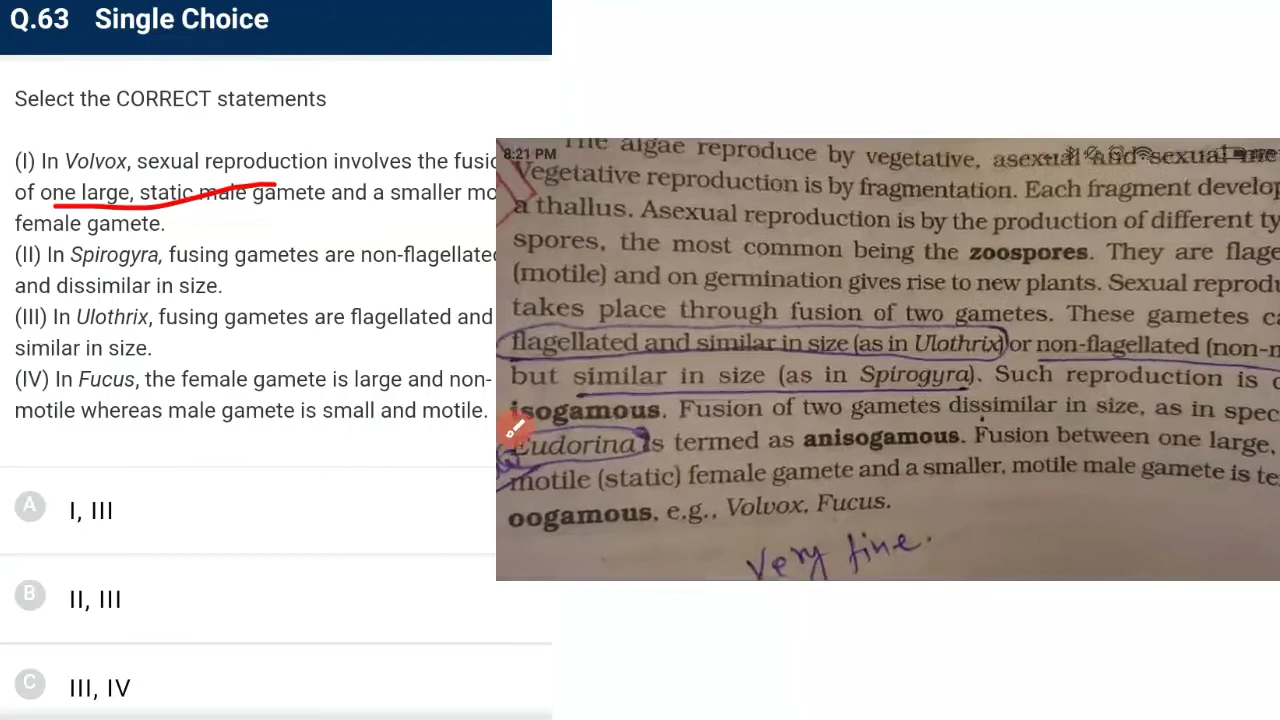 Q.63 Single Choice
Select the CORRECT statements
(I) In Volvox, sexual reproduction involves the fusio
of one large, static male gamete and a smaller mo
female gamete.
(II) In Spirogyra, fusing gametes are non-flagellated
and dissimilar in size.
(III) In Ulothrix, fusing gametes are flagellated and
similar in size.
(IV) In Fucus, the female gamete is large and non-
motile whereas male gamete is small and motile.
A I, III
B II, III
C III, IV
8:21 PM
The algae reproduce by vegetative, asexual and sexual
Vegetative reproduction is by fragmentation. Each fragment develop
a thallus. Asexual reproduction is by the production of different ty
spores, the most common being the zoospores. They are flage
(motile) and on germination gives rise to new plants. Sexual reprodu
takes place through fusion of two gametes. These gametes ca
flagellated and similar in size (as in Ulothrix) or non-flagellated (non-m
but similar in size (as in Spirogyra). Such reproduction is c
isogamous. Fusion of two gametes dissimilar in size, as in spec
Eudorina is termed as anisogamous. Fusion between one large,
motile (static) female gamete and a smaller, motile male gamete is te
oogamous, e.g., Volvox, Fucus.
Very fine.